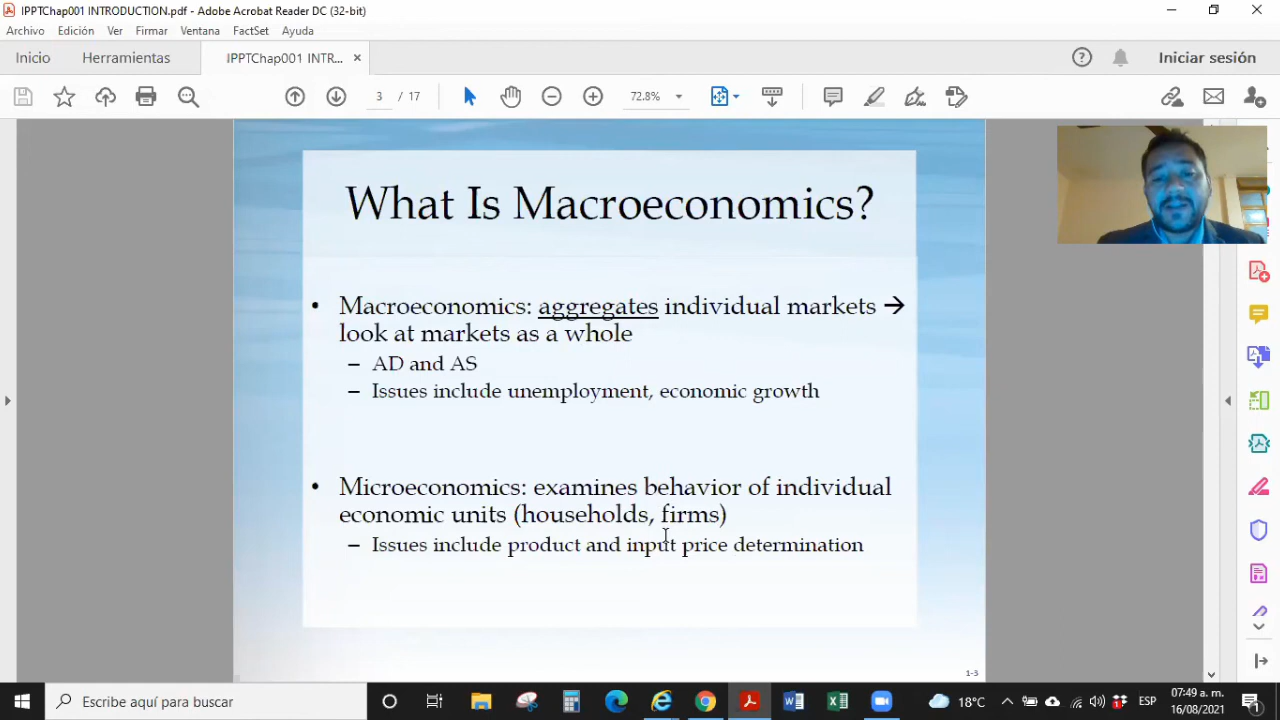 IPPTChap001 INTRODUCTION.pdf - Adobe Acrobat Reader DC (32-bit)
Archivo Edición Ver Firmar Ventana FactSet Ayuda
Inicio Herramientas IPPTChap001 INTR... × Iniciar sesión
3 / 17 72.8%
What Is Macroeconomics?
• Macroeconomics: aggregates individual markets →
look at markets as a whole
– AD and AS
– Issues include unemployment, economic growth
• Microeconomics: examines behavior of individual
economic units (households, firms)
– Issues include product and input price determination
1-3
Escribe aquí para buscar
18°C ESP 07:49 a. m.
16/08/2021